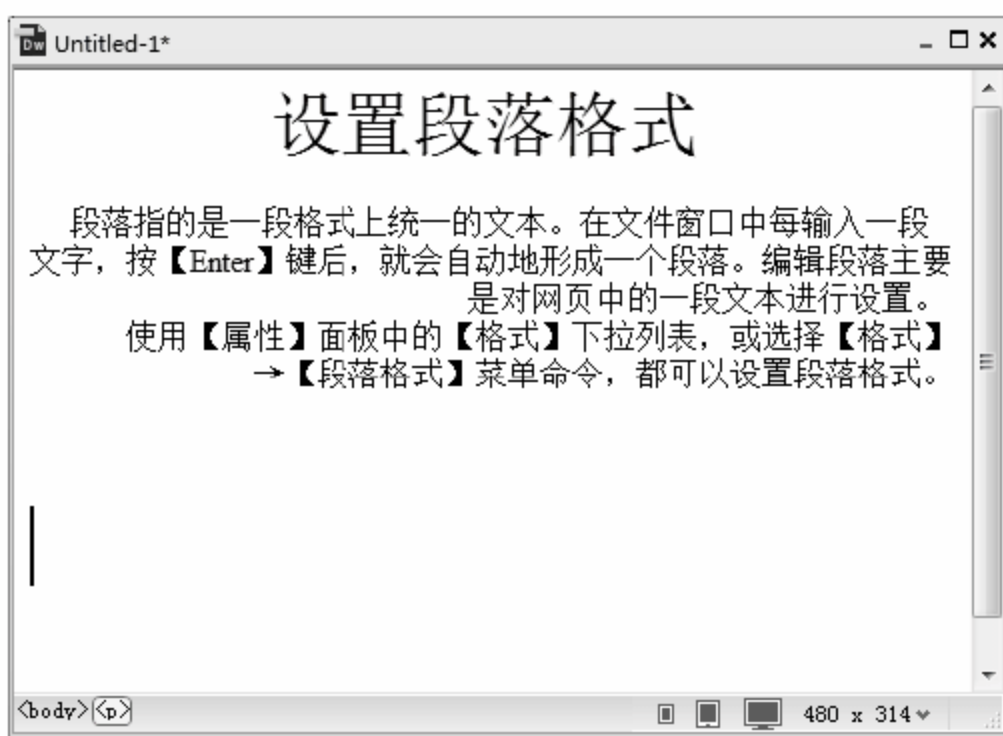 Untitled-1*
设置段落格式
段落指的是一段格式上统一的文本。在文件窗口中每输入一段
文字，按【Enter】键后，就会自动地形成一个段落。编辑段落主要
是对网页中的一段文本进行设置。
使用【属性】面板中的【格式】下拉列表，或选择【格式】
→【段落格式】菜单命令，都可以设置段落格式。
<body><p> 480 x 314